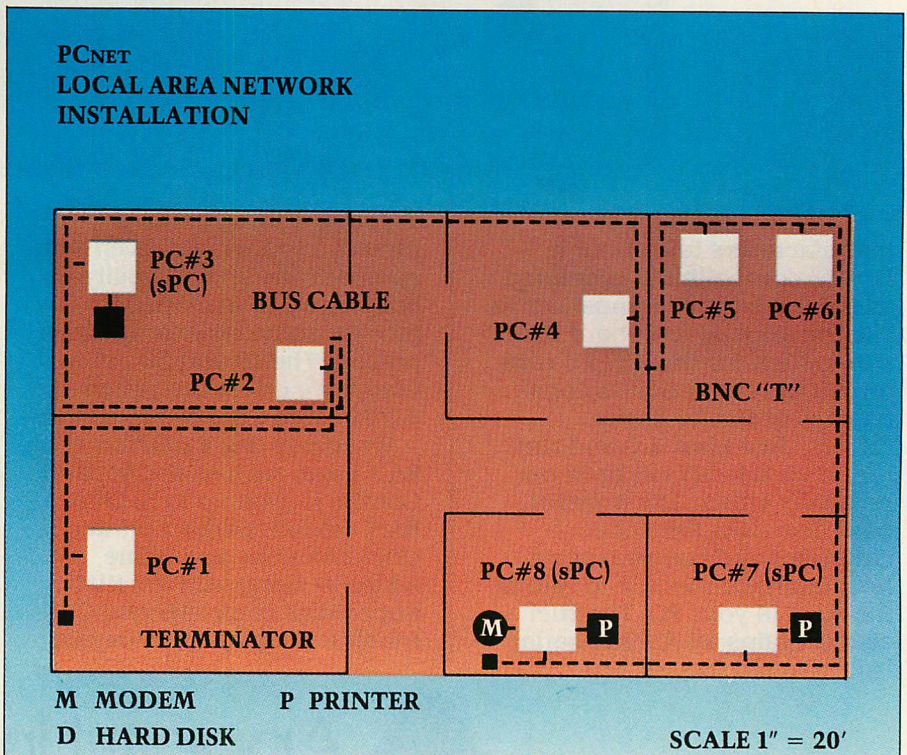 PCNET
LOCAL AREA NETWORK
INSTALLATION
PC#3
(sPC)
BUS CABLE
PC#2
PC#4
PC#5
PC#6
BNC “T”
PC#1
TERMINATOR
PC#8 (sPC)
M
P
PC#7 (sPC)
P
M MODEM
P PRINTER
D HARD DISK
SCALE 1″ = 20′